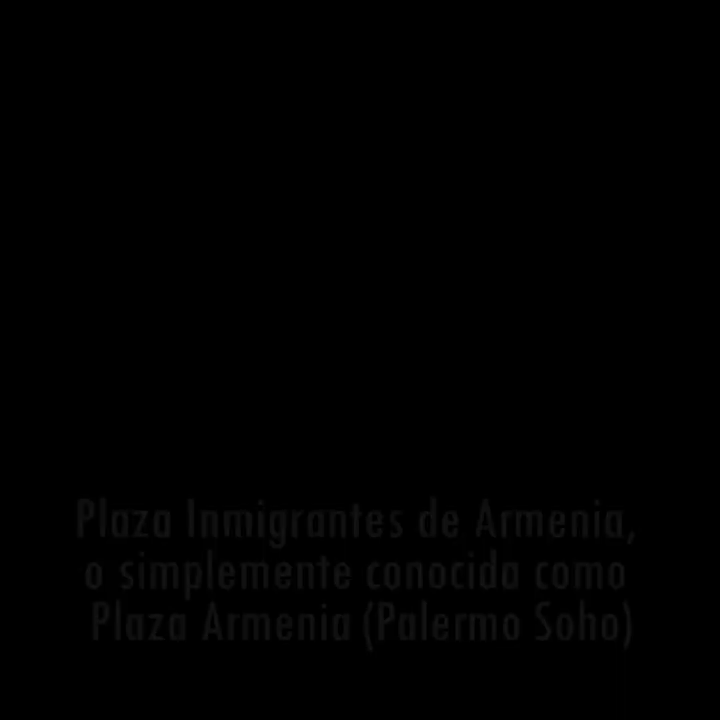 Plaza Inmigrantes de Armenia,
o simplemente conocida como
Plaza Armenia (Palermo Soho)